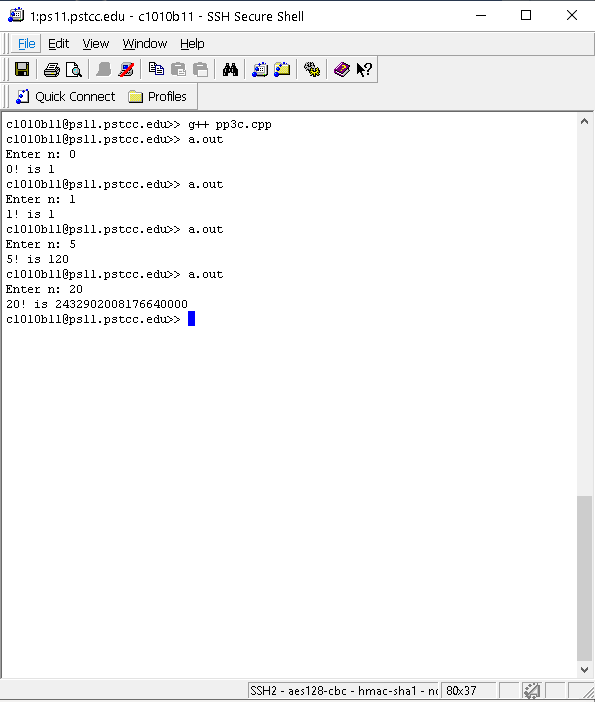 1:ps11.pstcc.edu - c1010b11 - SSH Secure Shell
File Edit View Window Help
Quick Connect Profiles
c1010b11@ps11.pstcc.edu>> g++ pp3c.cpp
c1010b11@ps11.pstcc.edu>> a.out
Enter n: 0
0! is 1
c1010b11@ps11.pstcc.edu>> a.out
Enter n: 1
1! is 1
c1010b11@ps11.pstcc.edu>> a.out
Enter n: 5
5! is 120
c1010b11@ps11.pstcc.edu>> a.out
Enter n: 20
20! is 2432902008176640000
c1010b11@ps11.pstcc.edu>>
SSH2 - aes128-cbc - hmac-sha1 - no 80x37